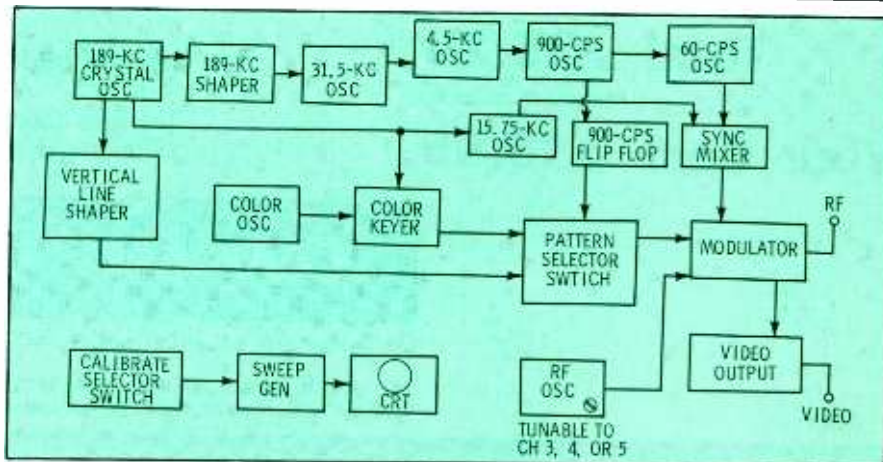 189-KC
CRYSTAL
OSC
189-KC
SHAPER
31.5-KC
OSC
4.5-KC
OSC
900-CPS
OSC
60-CPS
OSC
15.75-KC
OSC
900-CPS
FLIP FLOP
SYNC
MIXER
VERTICAL
LINE
SHAPER
COLOR
OSC
COLOR
KEYER
PATTERN
SELECTOR
SWTICH
MODULATOR
RF
CALIBRATE
SELECTOR
SWITCH
SWEEP
GEN
CRT
RF
OSC
TUNABLE TO
CH 3, 4, OR 5
VIDEO
OUTPUT
VIDEO